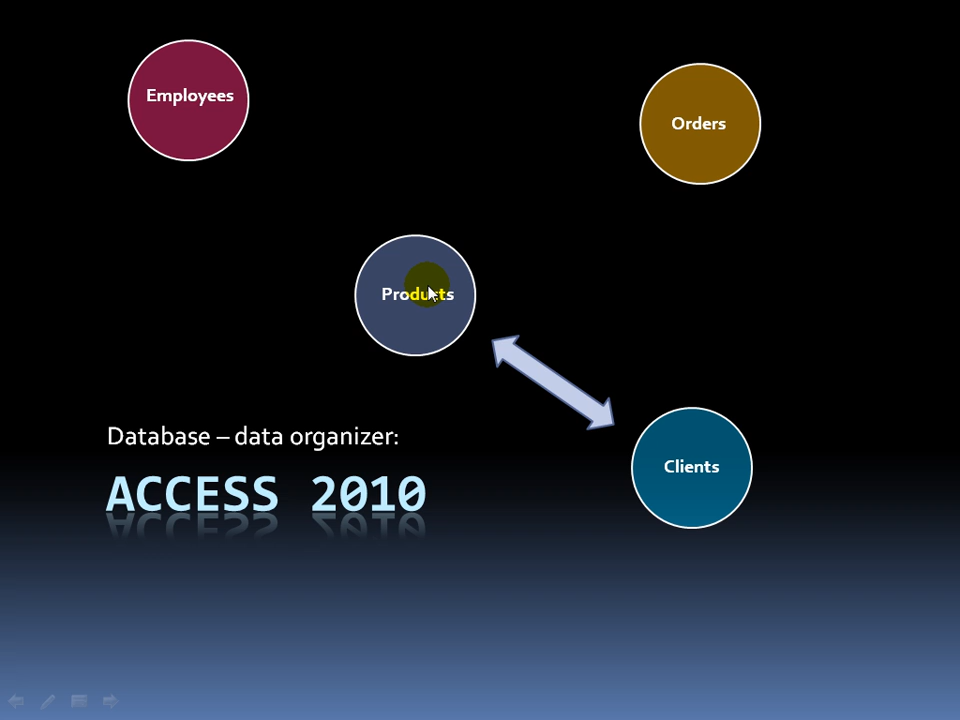 Employees
Orders
Products
Clients
Database – data organizer:
ACCESS 2010